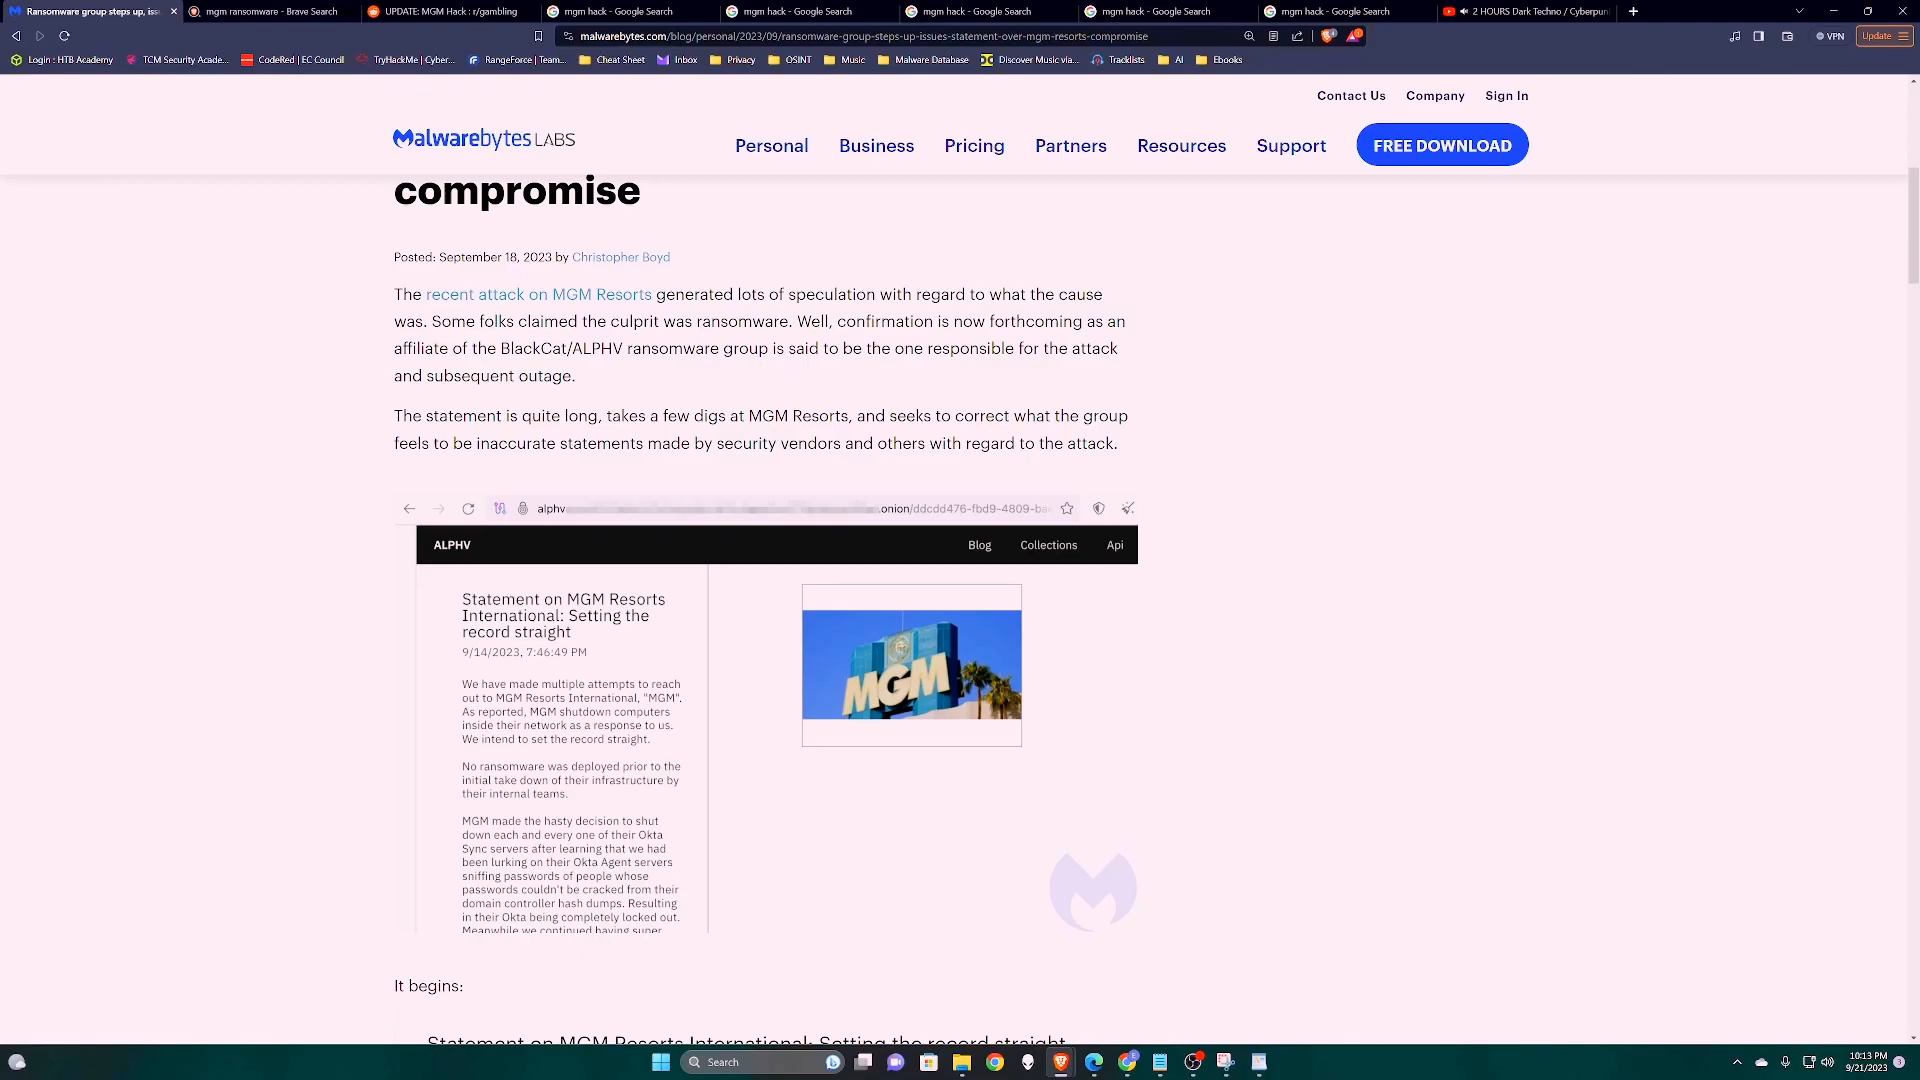 Ransomware group steps up, iss
mgm ransomware - Brave Search
UPDATE: MGM Hack : r/gambling
mgm hack - Google Search
mgm hack - Google Search
mgm hack - Google Search
mgm hack - Google Search
mgm hack - Google Search
2 HOURS Dark Techno / Cyberpun
malwarebytes.com/blog/personal/2023/09/ransomware-group-steps-up-issues-statement-over-mgm-resorts-compromise
VPN
Update
Login : HTB Academy
TCM Security Acade...
CodeRed | EC Council
TryHackMe | Cyber...
RangeForce | Team...
Cheat Sheet
Inbox
Privacy
OSINT
Music
Malware Database
Discover Music via...
Tracklists
AI
Ebooks
Contact Us Company Sign In
Malwarebytes LABS
Personal Business Pricing Partners Resources Support FREE DOWNLOAD
compromise
Posted: September 18, 2023 by Christopher Boyd
The recent attack on MGM Resorts generated lots of speculation with regard to what the cause
was. Some folks claimed the culprit was ransomware. Well, confirmation is now forthcoming as an
affiliate of the BlackCat/ALPHV ransomware group is said to be the one responsible for the attack
and subsequent outage.
The statement is quite long, takes a few digs at MGM Resorts, and seeks to correct what the group
feels to be inaccurate statements made by security vendors and others with regard to the attack.
alphv .onion/ddcdd476-fbd9-4809-ba
ALPHV
Blog Collections Api
Statement on MGM Resorts
International: Setting the
record straight
9/14/2023, 7:46:49 PM
We have made multiple attempts to reach
out to MGM Resorts International, "MGM".
As reported, MGM shutdown computers
inside their network as a response to us.
We intend to set the record straight.
No ransomware was deployed prior to the
initial take down of their infrastructure by
their internal teams.
MGM made the hasty decision to shut
down each and every one of their Okta
Sync servers after learning that we had
been lurking on their Okta Agent servers
sniffing passwords of people whose
passwords couldn't be cracked from their
domain controller hash dumps. Resulting
in their Okta being completely locked out.
Meanwhile we continued having super
MGM
It begins:
Statement on MGM Resorts International: Setting the record straight
Search
10:13 PM
9/21/2023
3